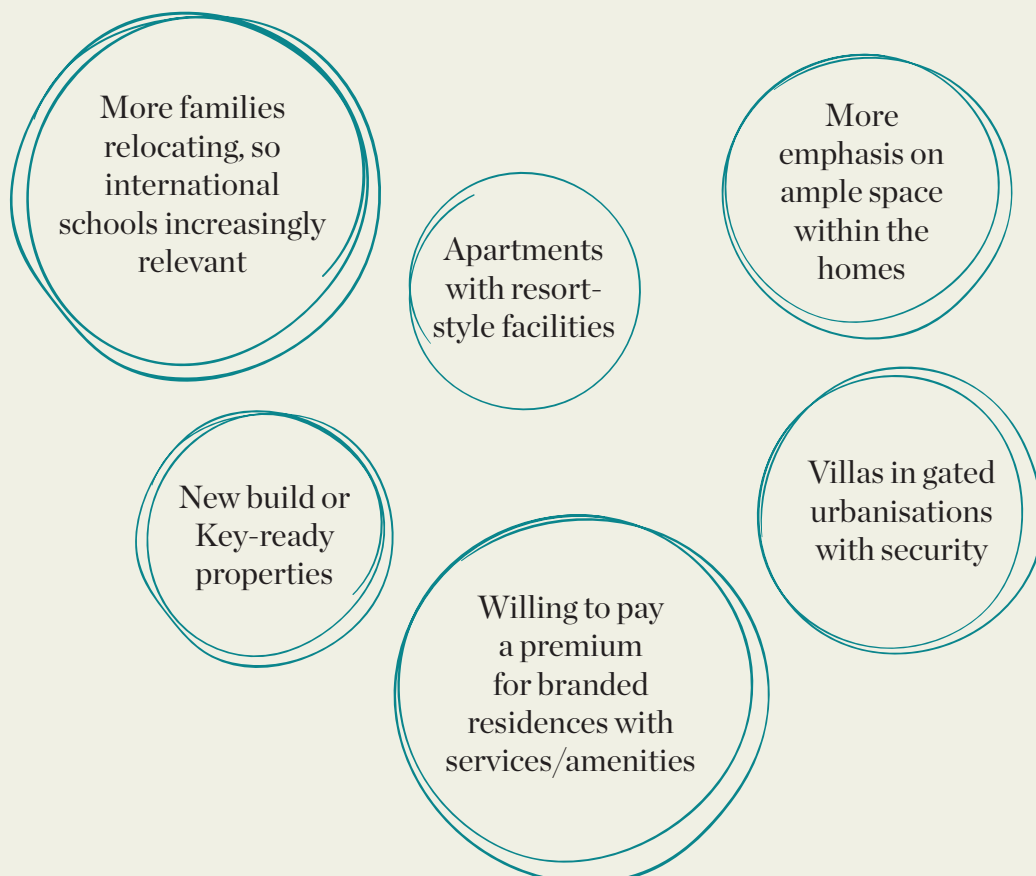 More families
relocating, so
international
schools increasingly
relevant
Apartments
with resort-
style facilities
More
emphasis on
ample space
within the
homes
New build or
Key-ready
properties
Willing to pay
a premium
for branded
residences with
services/amenities
Villas in gated
urbanisations
with security